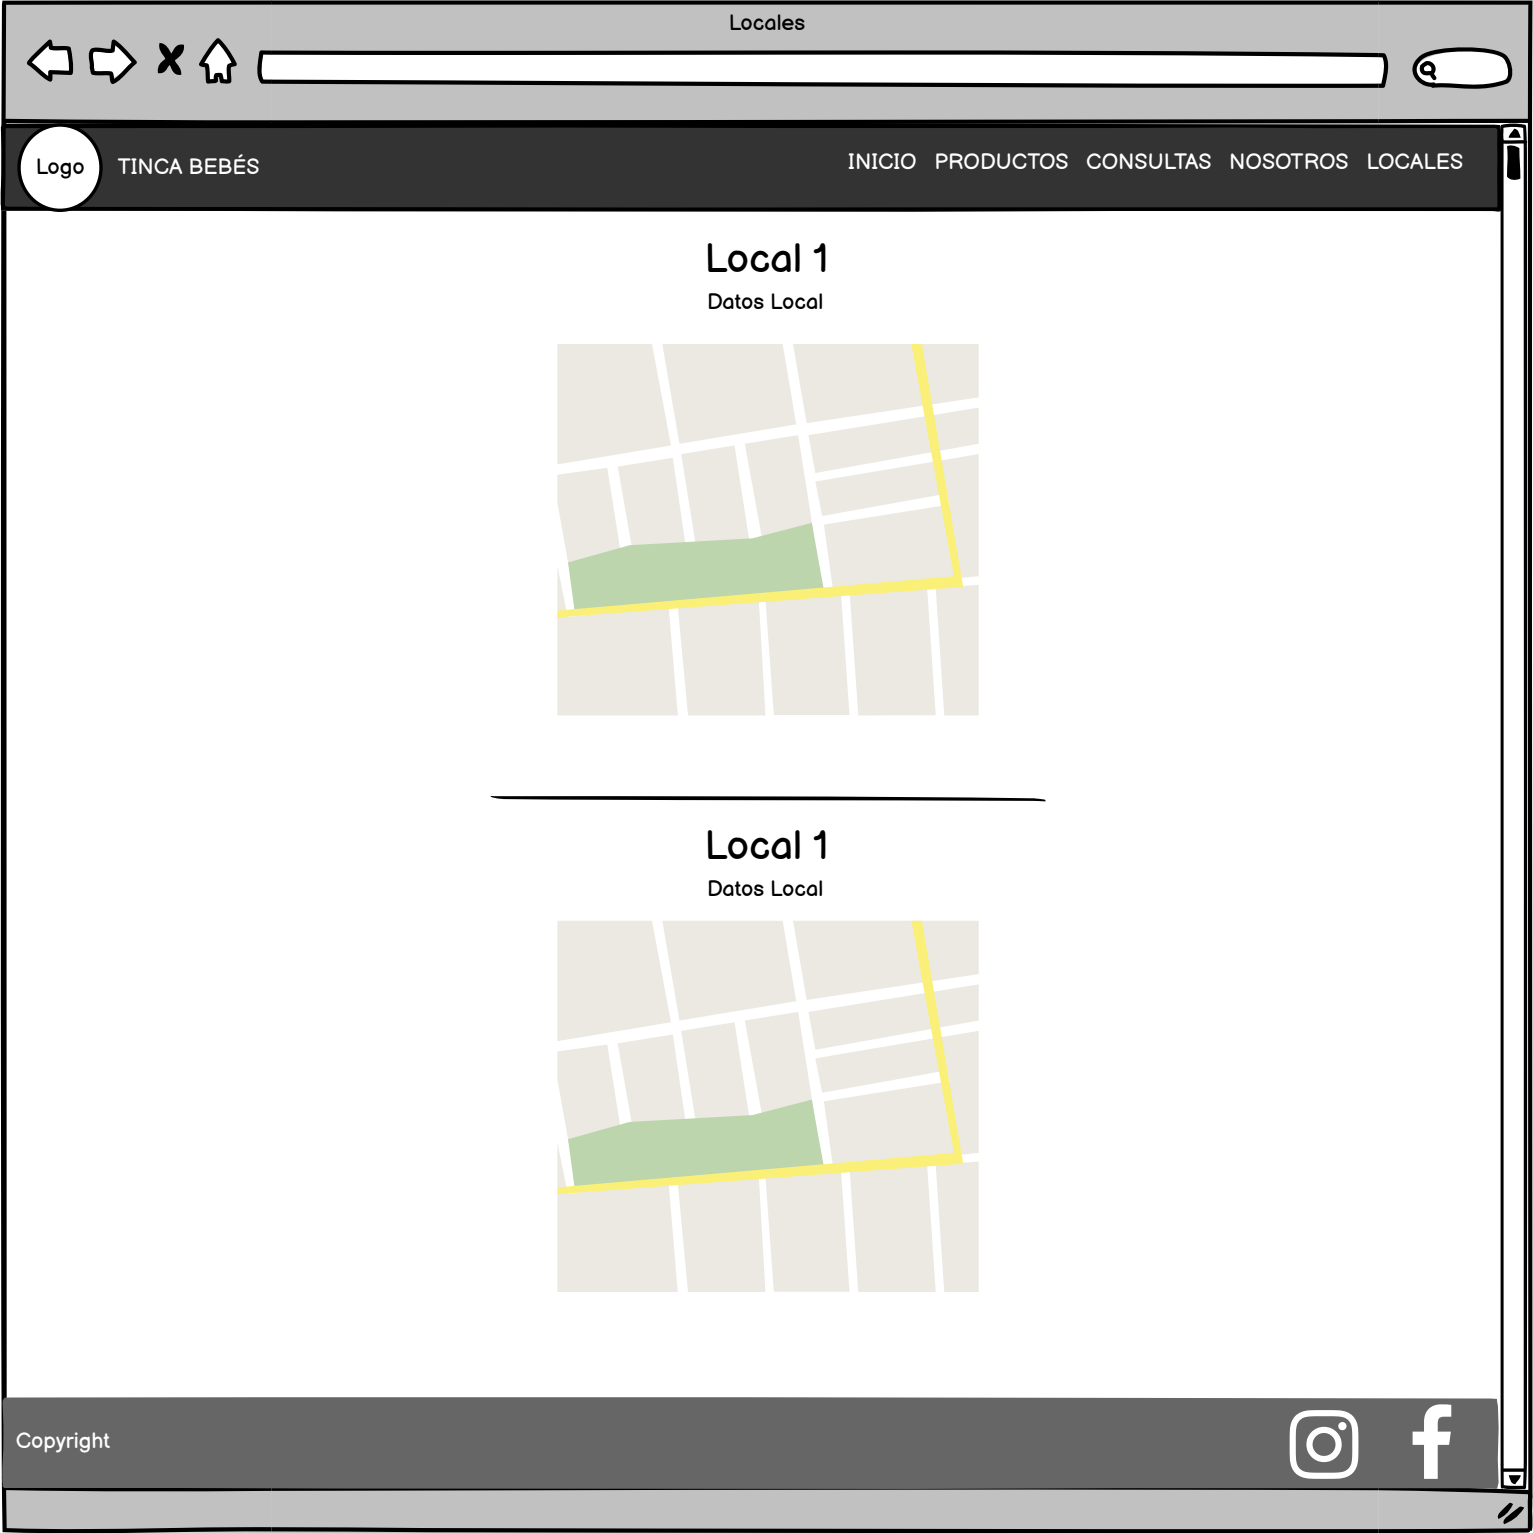 Locales
Logo
TINCA BEBÉS
INICIO PRODUCTOS CONSULTAS NOSOTROS LOCALES
Local 1
Datos Local
Local 1
Datos Local
Copyright